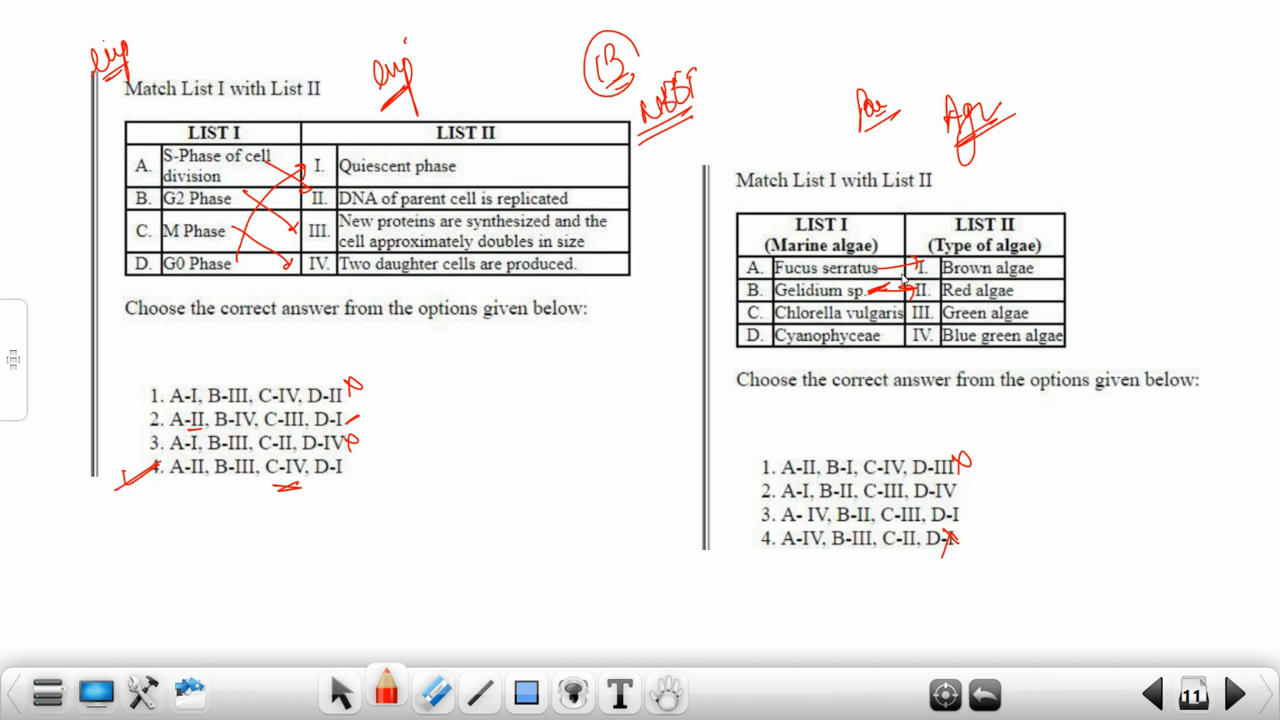 imp
imp
13
NEET
Match List I with List II
LIST I LIST II
A. S-Phase of cell division I. Quiescent phase
B. G2 Phase II. DNA of parent cell is replicated
C. M Phase III. New proteins are synthesized and the cell approximately doubles in size
D. G0 Phase IV. Two daughter cells are produced.
Choose the correct answer from the options given below:
1. A-I, B-III, C-IV, D-II
2. A-II, B-IV, C-III, D-I
3. A-I, B-III, C-II, D-IV
4. A-II, B-III, C-IV, D-I
Match List I with List II
LIST I (Marine algae) LIST II (Type of algae)
A. Fucus serratus I. Brown algae
B. Gelidium sp. II. Red algae
C. Chlorella vulgaris III. Green algae
D. Cyanophyceae IV. Blue green algae
Choose the correct answer from the options given below:
1. A-II, B-I, C-IV, D-III
2. A-I, B-II, C-III, D-IV
3. A- IV, B-II, C-III, D-I
4. A-IV, B-III, C-II, D-I
T
11